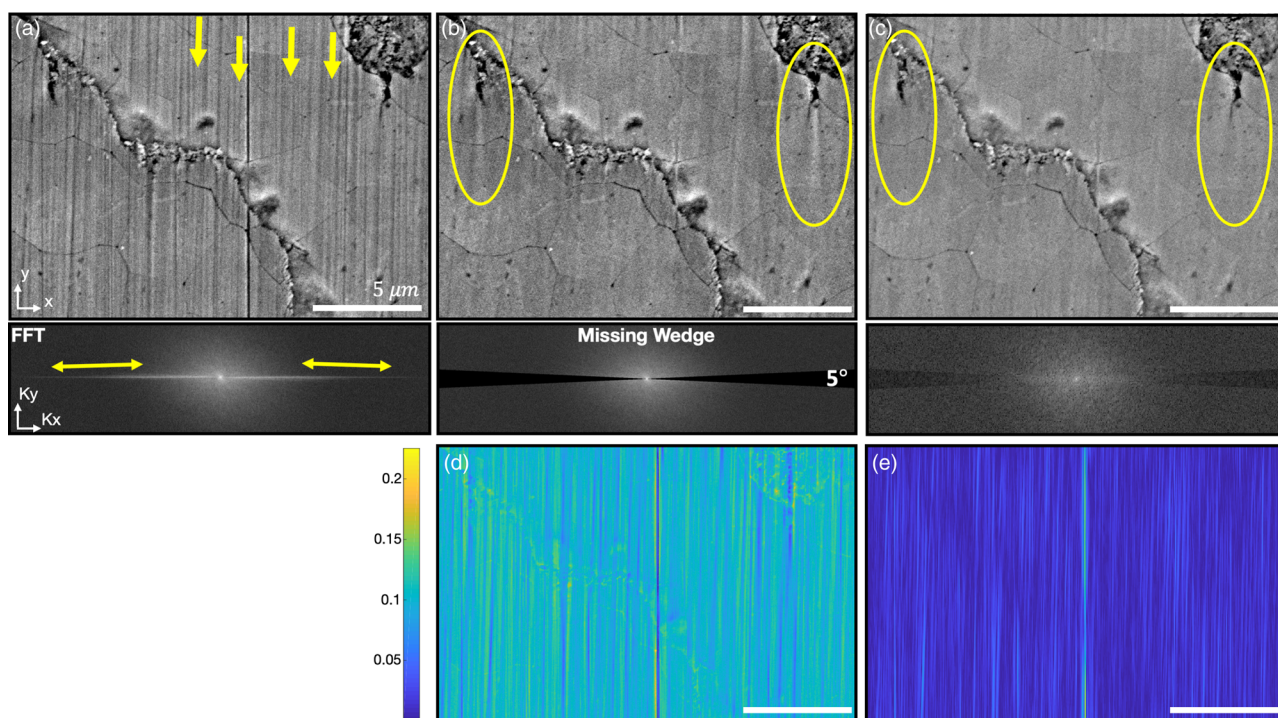 (a)
(b)
(c)
y
x
5 μm
FFT
Ky
Kx
Missing Wedge
5°
0.2
0.15
0.1
0.05
(d)
(e)